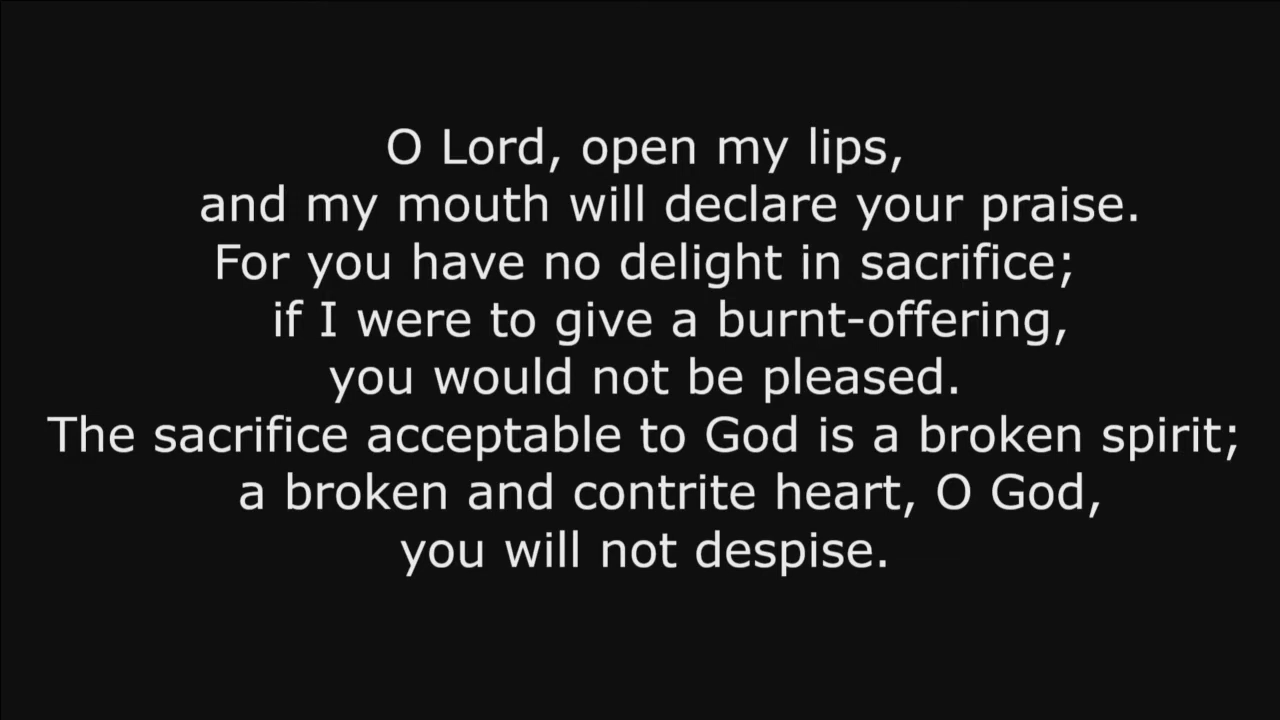 O Lord, open my lips,
and my mouth will declare your praise.
For you have no delight in sacrifice;
if I were to give a burnt-offering,
you would not be pleased.
The sacrifice acceptable to God is a broken spirit;
a broken and contrite heart, O God,
you will not despise.